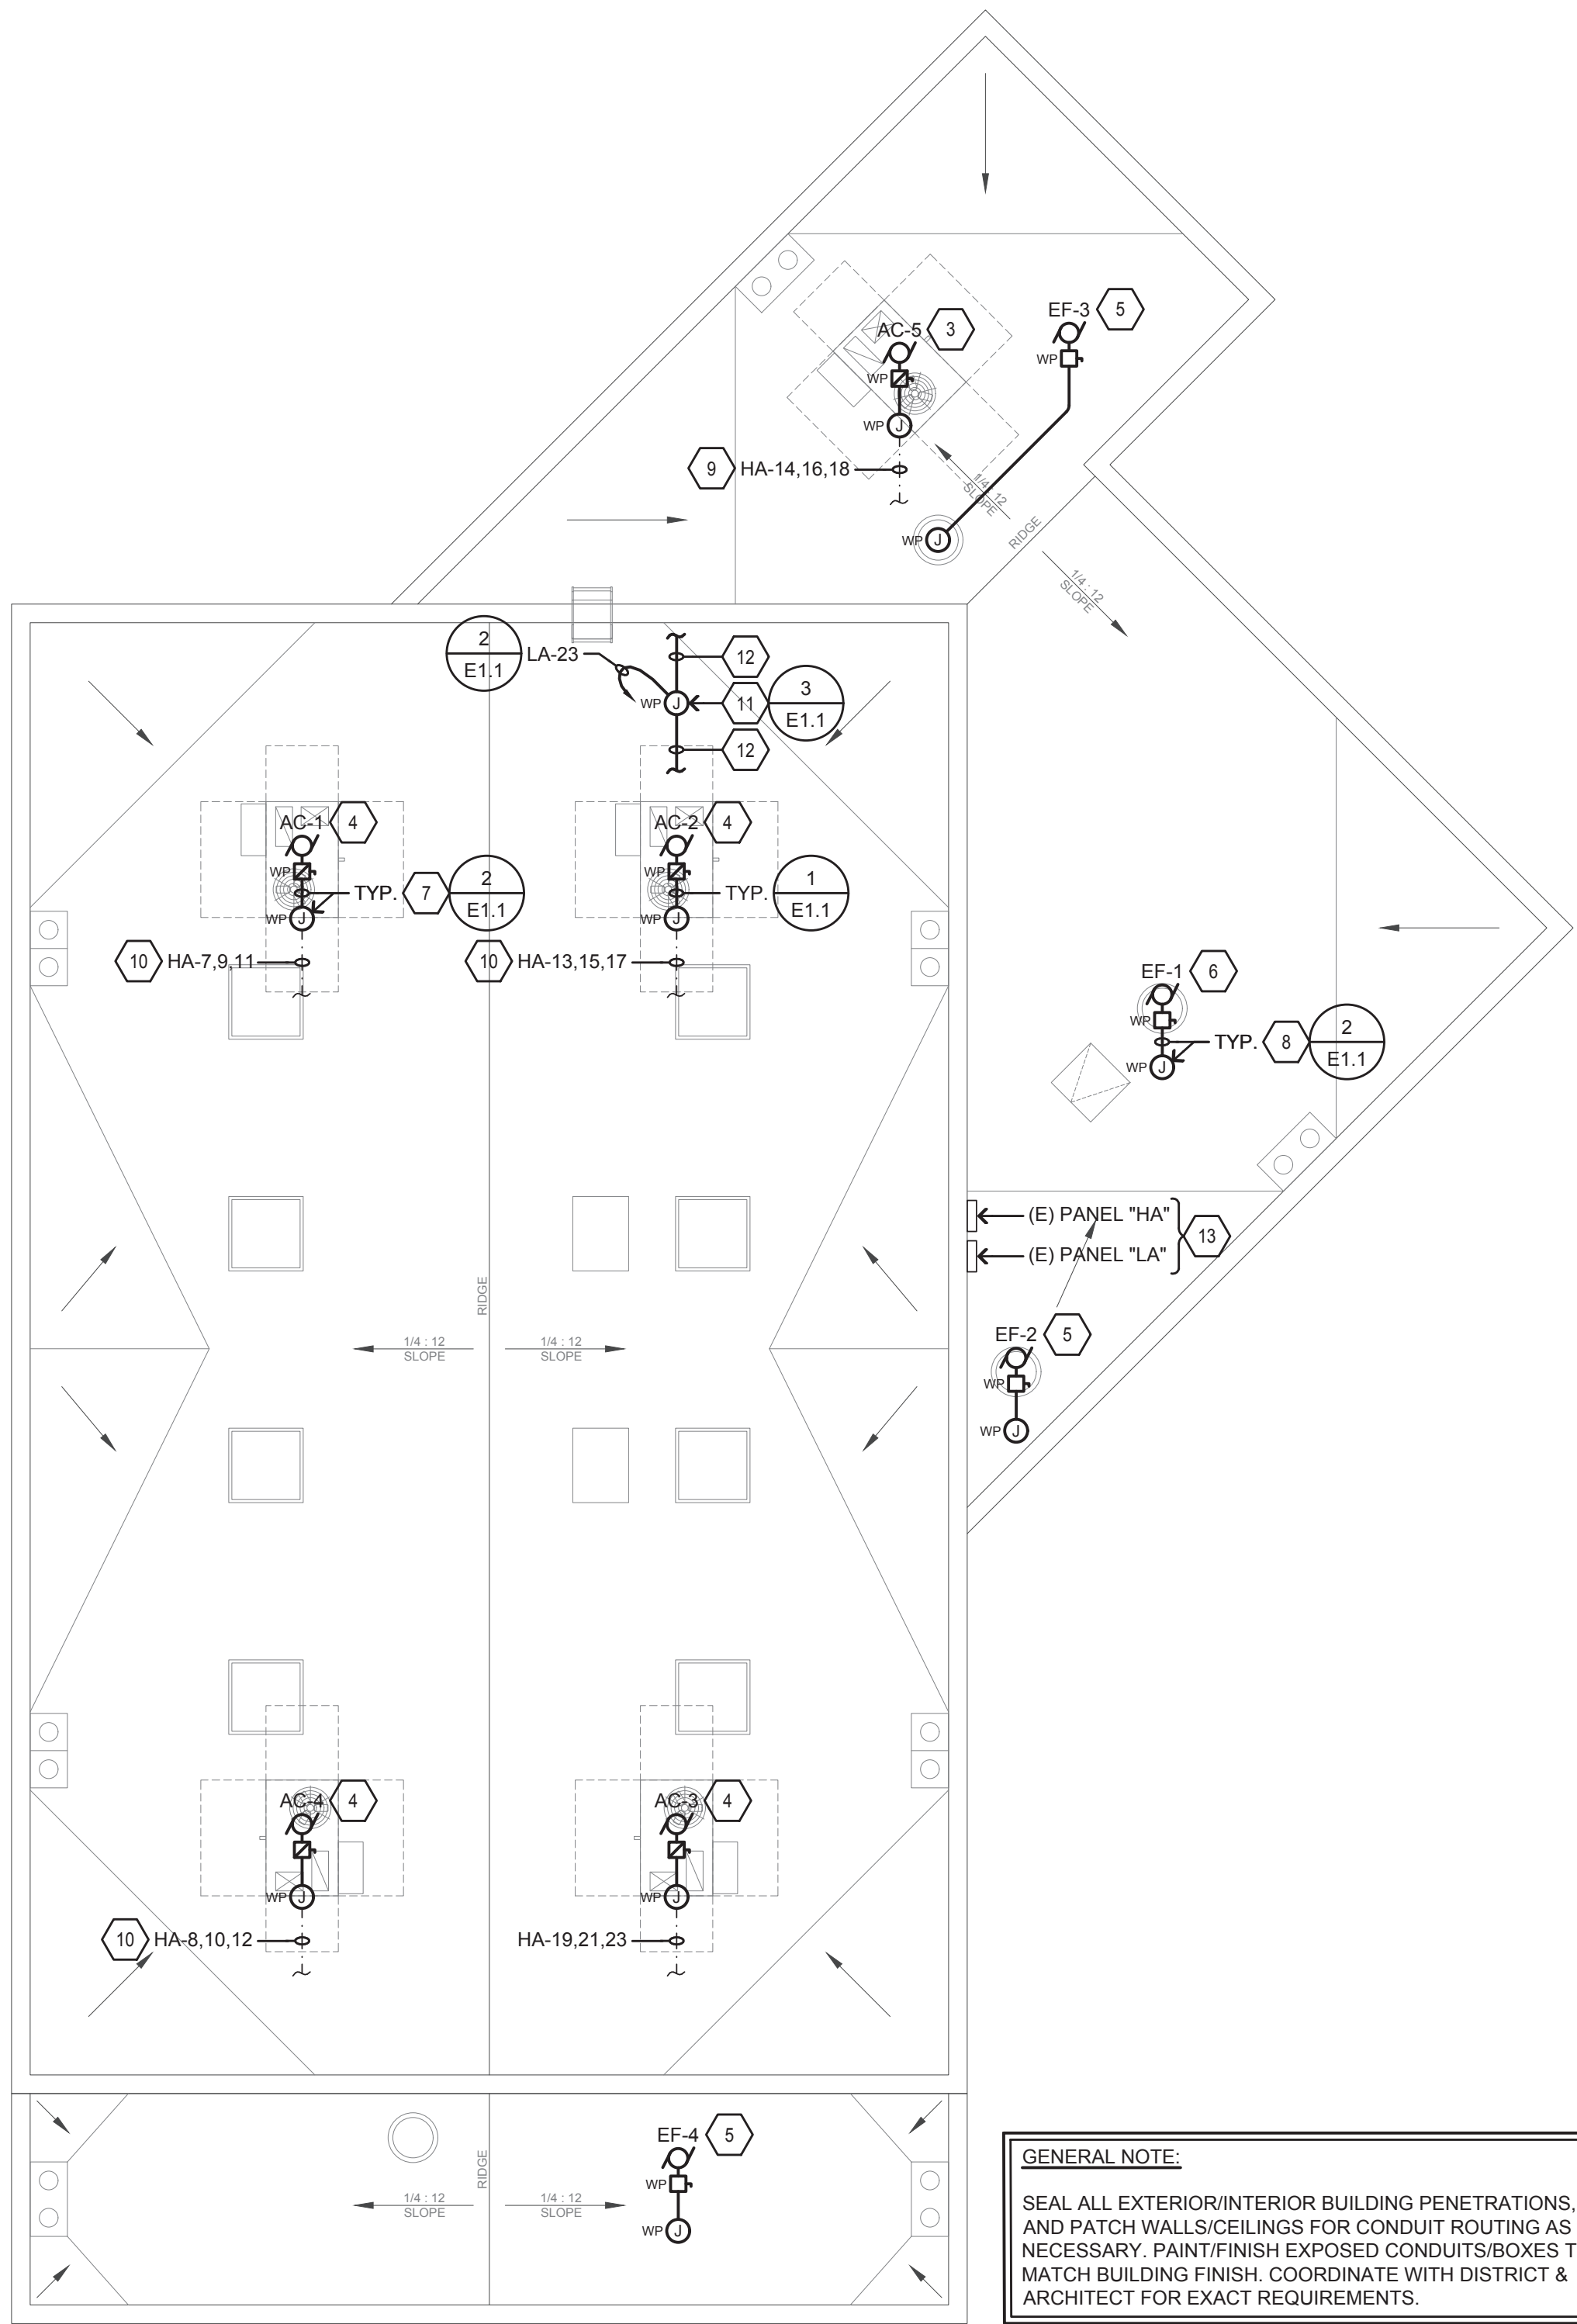 EF-3 5
AC-5 3
WP
WP
WP J
9 HA-14,16,18
1/4 : 12
SLOPE
RIDGE
WP J
1/4 : 12
SLOPE
2
E1.1
LA-23
12
WP J
11
3
E1.1
12
AC-1 4
AC-2 4
WP
WP
TYP. 7
2
E1.1
TYP.
1
E1.1
WP J
WP J
10 HA-7,9,11
10 HA-13,15,17
EF-1 6
WP
TYP. 8
2
E1.1
WP J
(E) PANEL "HA"
13
(E) PANEL "LA"
RIDGE
EF-2 5
1/4 : 12
SLOPE
1/4 : 12
SLOPE
WP
WP J
AC-4 4
AC-3 4
WP J
WP J
10 HA-8,10,12
HA-19,21,23
EF-4 5
RIDGE
WP
1/4 : 12
SLOPE
1/4 : 12
SLOPE
WP J
GENERAL NOTE:
SEAL ALL EXTERIOR/INTERIOR BUILDING PENETRATIONS,
AND PATCH WALLS/CEILINGS FOR CONDUIT ROUTING AS
NECESSARY. PAINT/FINISH EXPOSED CONDUITS/BOXES T
MATCH BUILDING FINISH. COORDINATE WITH DISTRICT &
ARCHITECT FOR EXACT REQUIREMENTS.